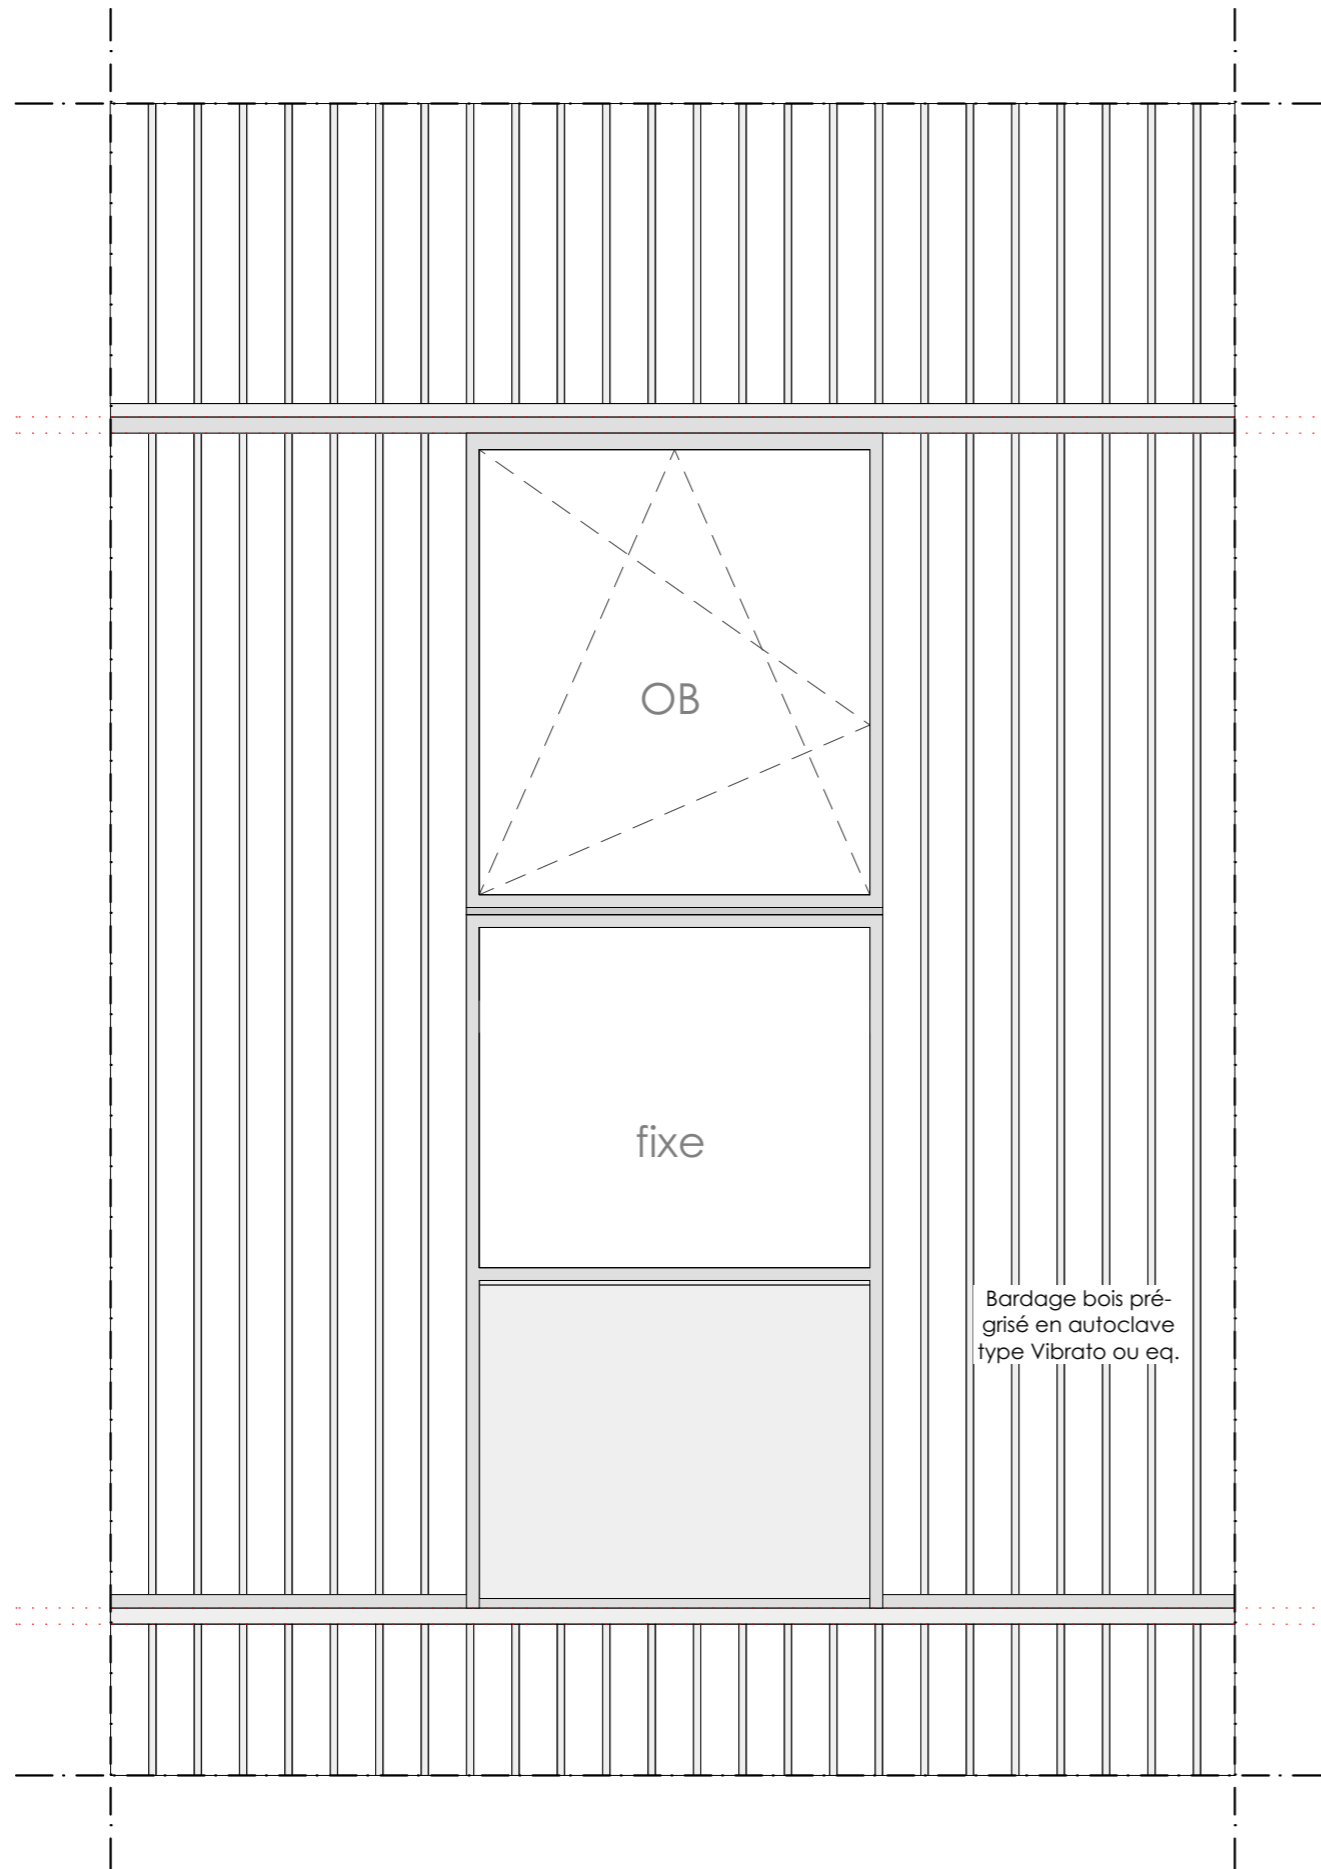 OB
fixe
Bardage bois pré-
grisé en autoclave
type Vibrato ou eq.